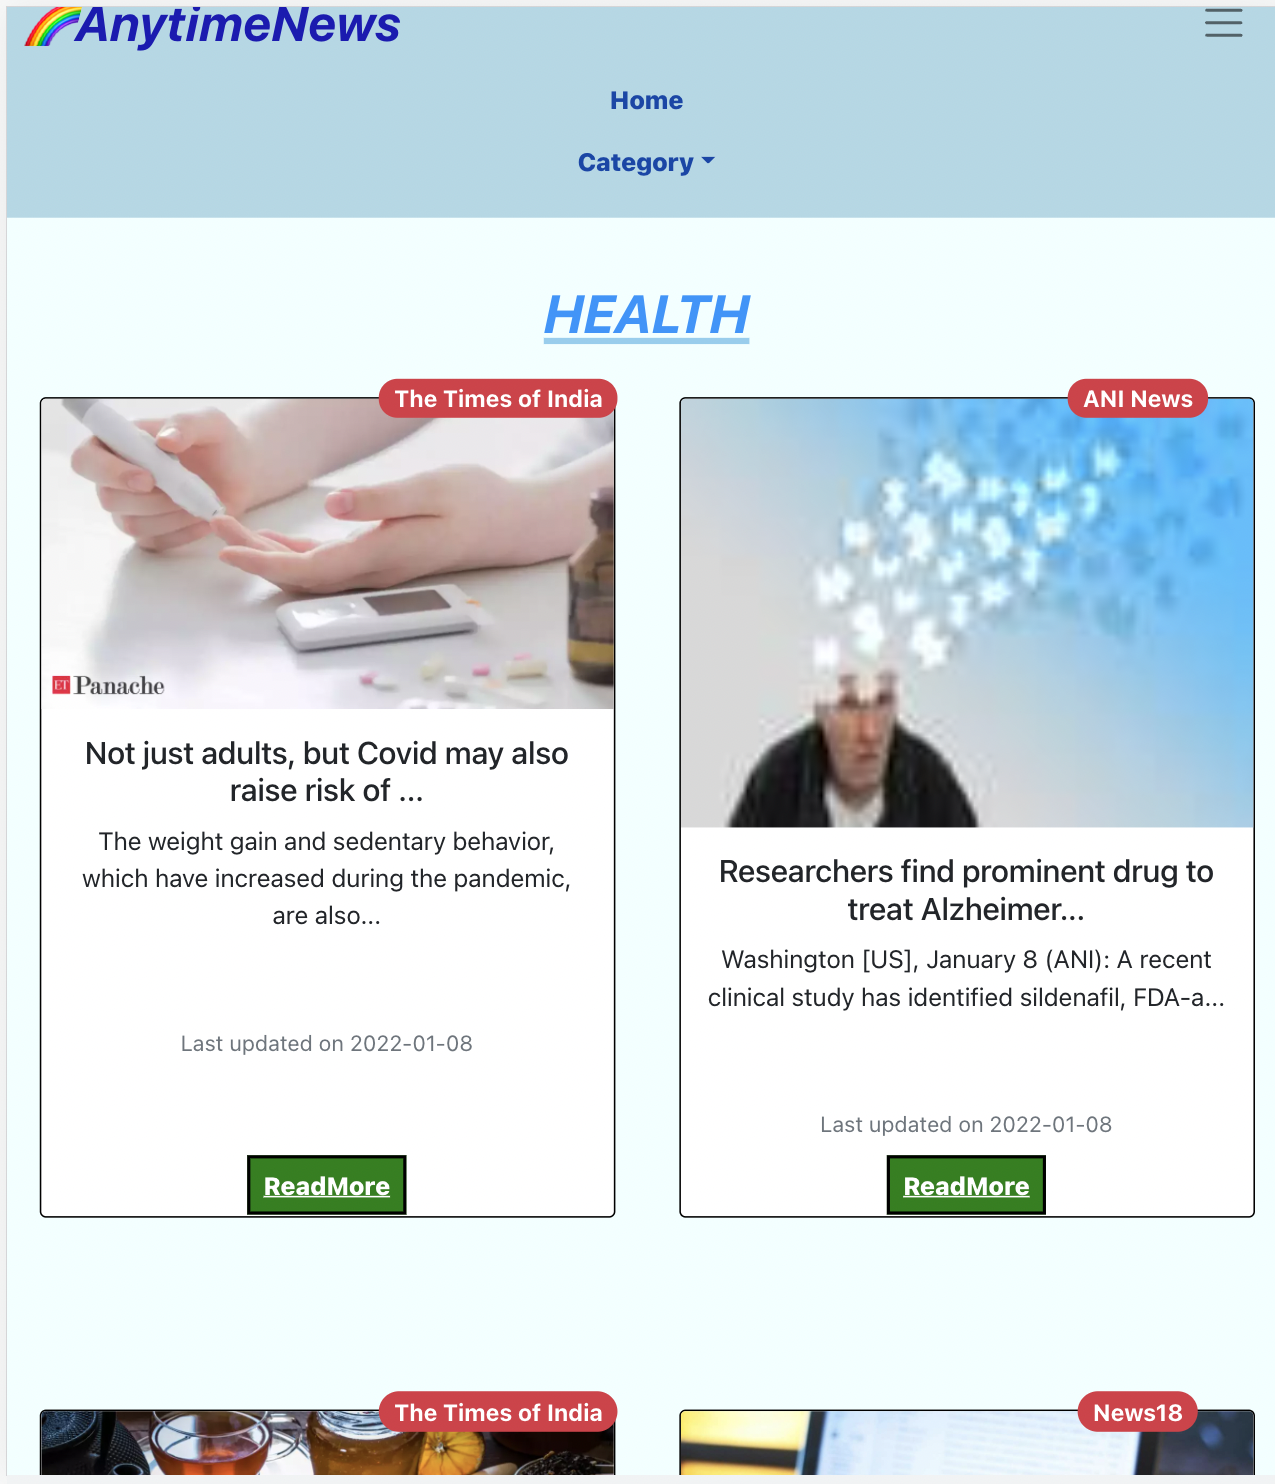 AnytimeNews
Home
Category
HEALTH
The Times of India
ET Panache
Not just adults, but Covid may also
raise risk of ...
The weight gain and sedentary behavior,
which have increased during the pandemic,
are also...
Last updated on 2022-01-08
ReadMore
ANI News
Researchers find prominent drug to
treat Alzheimer...
Washington [US], January 8 (ANI): A recent
clinical study has identified sildenafil, FDA-a...
Last updated on 2022-01-08
ReadMore
The Times of India
News18